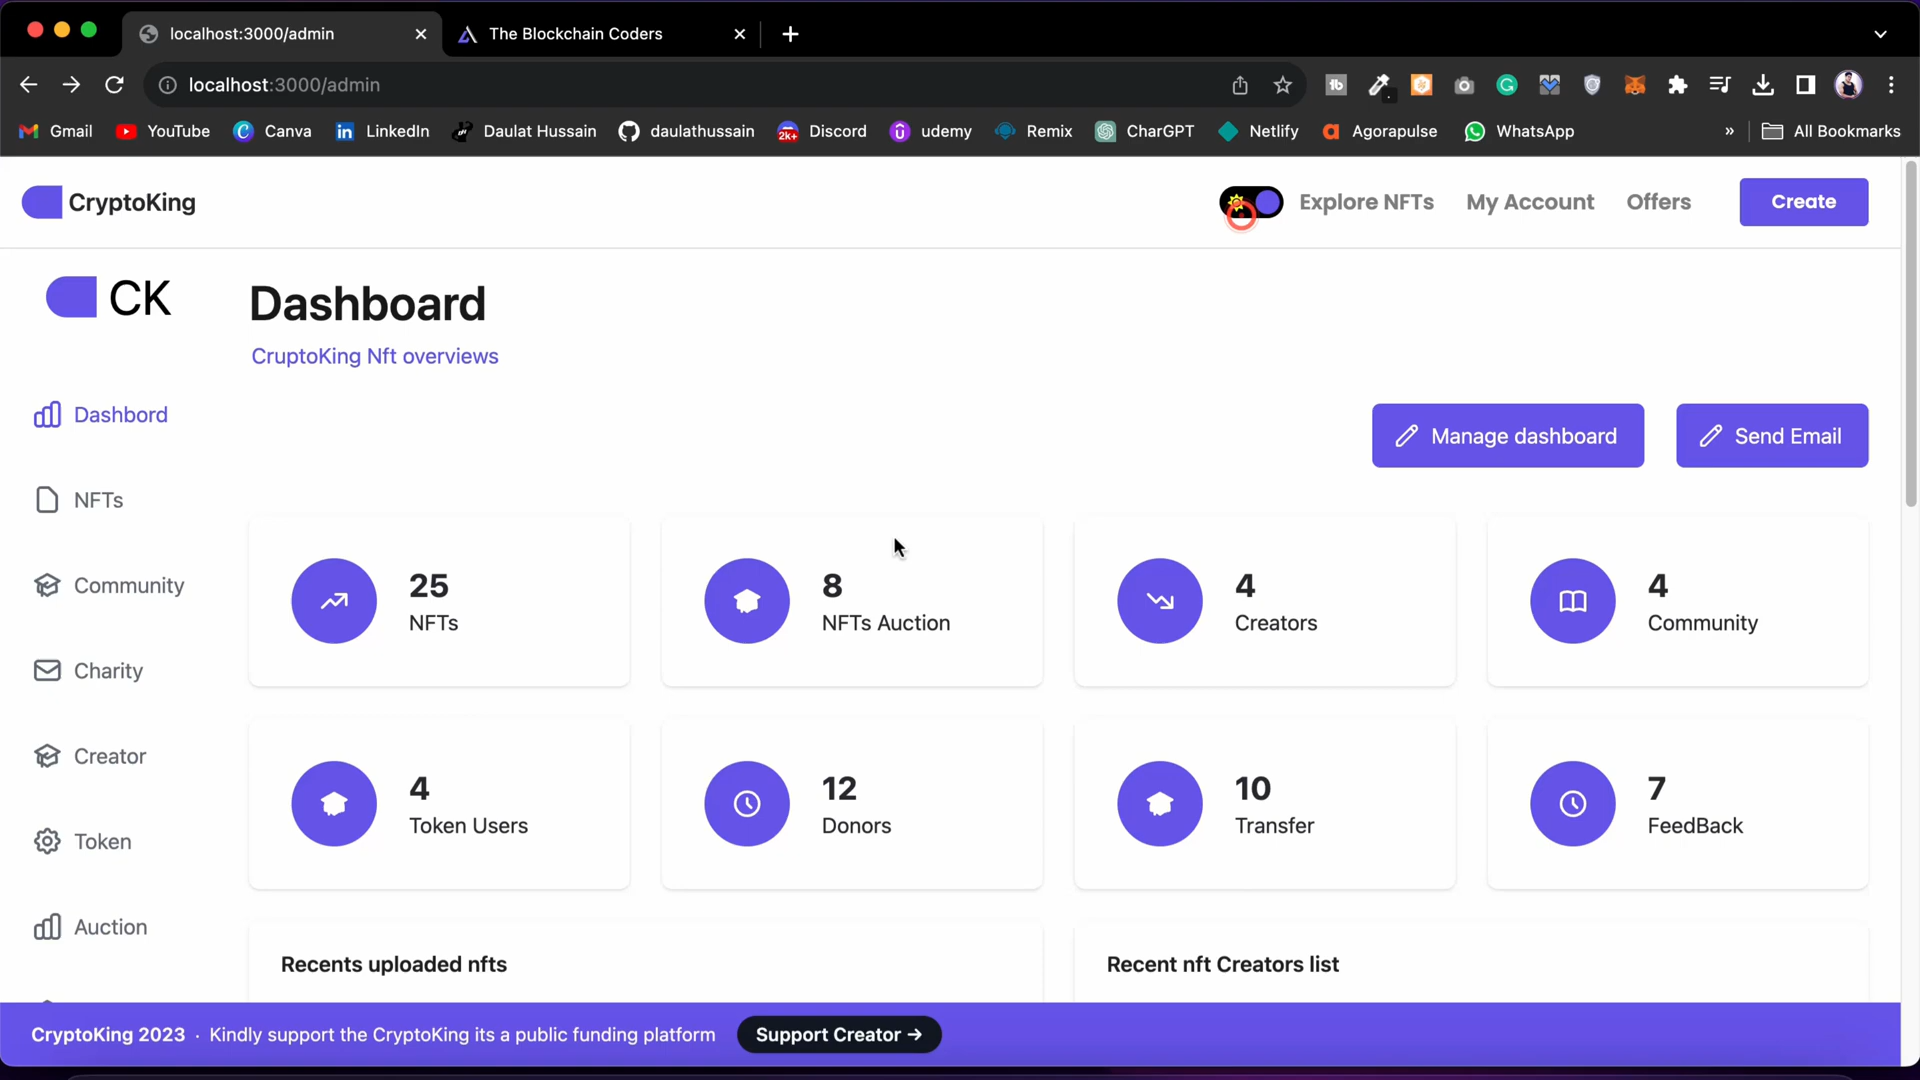 localhost:3000/admin
The Blockchain Coders
localhost:3000/admin
Gmail YouTube Canva LinkedIn Daulat Hussain daulathussain Discord udemy Remix CharGPT Netlify Agorapulse WhatsApp » All Bookmarks
CryptoKing
Explore NFTs My Account Offers Create
CK
Dashboard
CruptoKing Nft overviews
Dashbord
Manage dashboard Send Email
NFTs
Community
Charity
Creator
Token
Auction
25
NFTs
8
NFTs Auction
4
Creators
4
Community
4
Token Users
12
Donors
10
Transfer
7
FeedBack
Recents uploaded nfts
Recent nft Creators list
CryptoKing 2023 · Kindly support the CryptoKing its a public funding platform Support Creator →